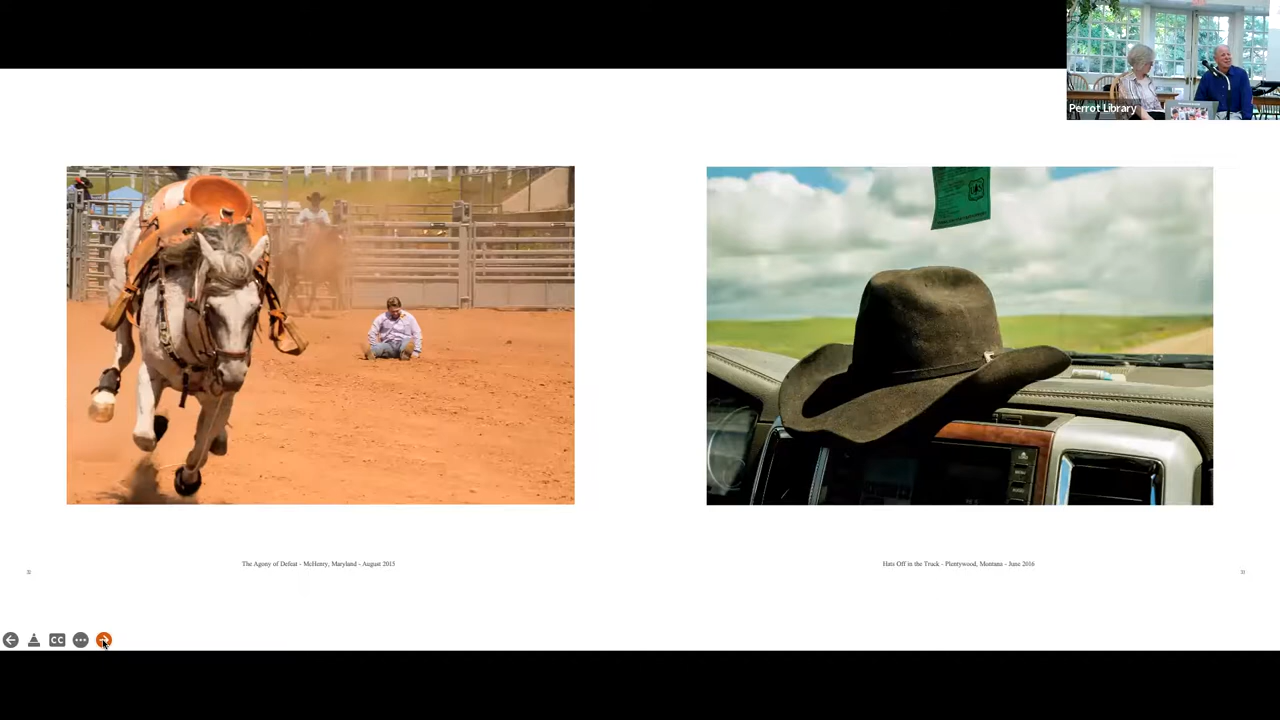 Perrot Library
The Agony of Defeat - McHenry, Maryland - August 2015
Hats Off in the Truck - Plentywood, Montana - June 2016
CC